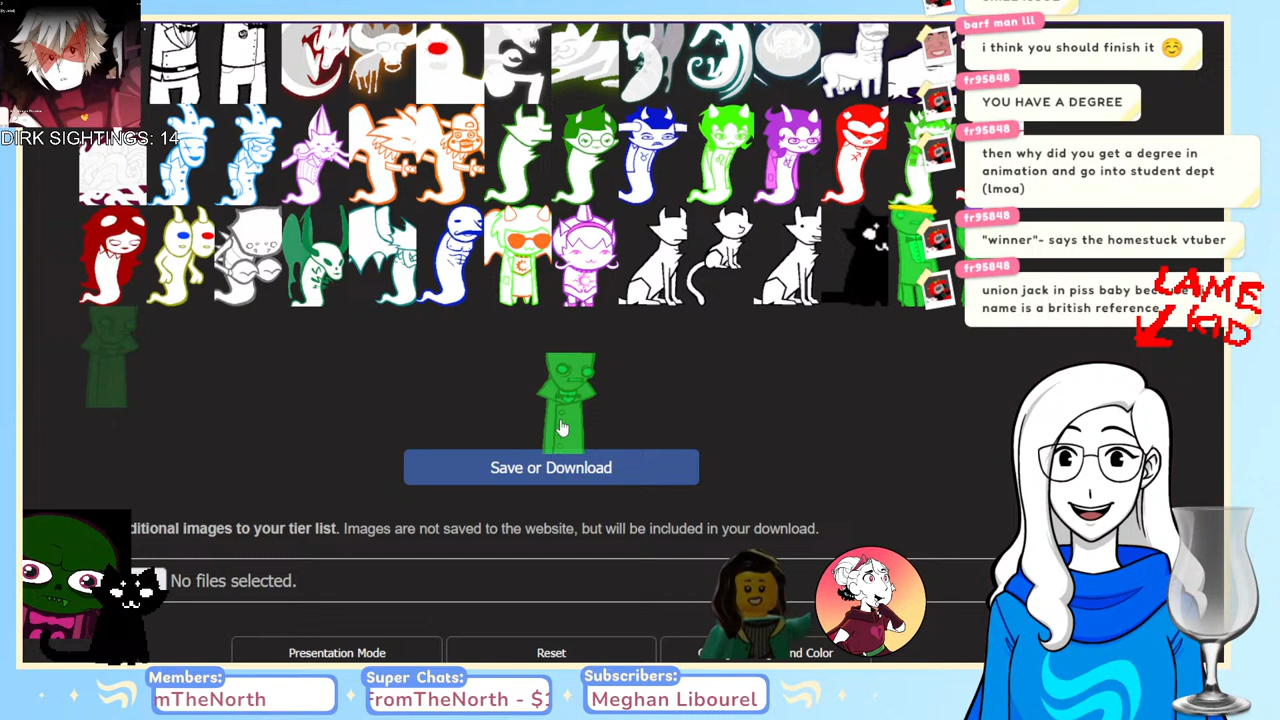 DIRK SIGHTINGS: 14
barf man lll
i think you should finish it ☺️
fr95848
YOU HAVE A DEGREE
fr95848
then why did you get a degree in
animation and go into student dept
(lmoa)
fr95848
"winner"- says the homestuck vtuber
fr95848
union jack in piss baby
name is a british reference
LAME
KID
Save or Download
ditional images to your tier list. Images are not saved to the website, but will be included in your download.
No files selected.
Presentation Mode
Reset
nd Color
Members:
mTheNorth
Super Chats:
FromTheNorth - $1
Subscribers:
Meghan Libourel